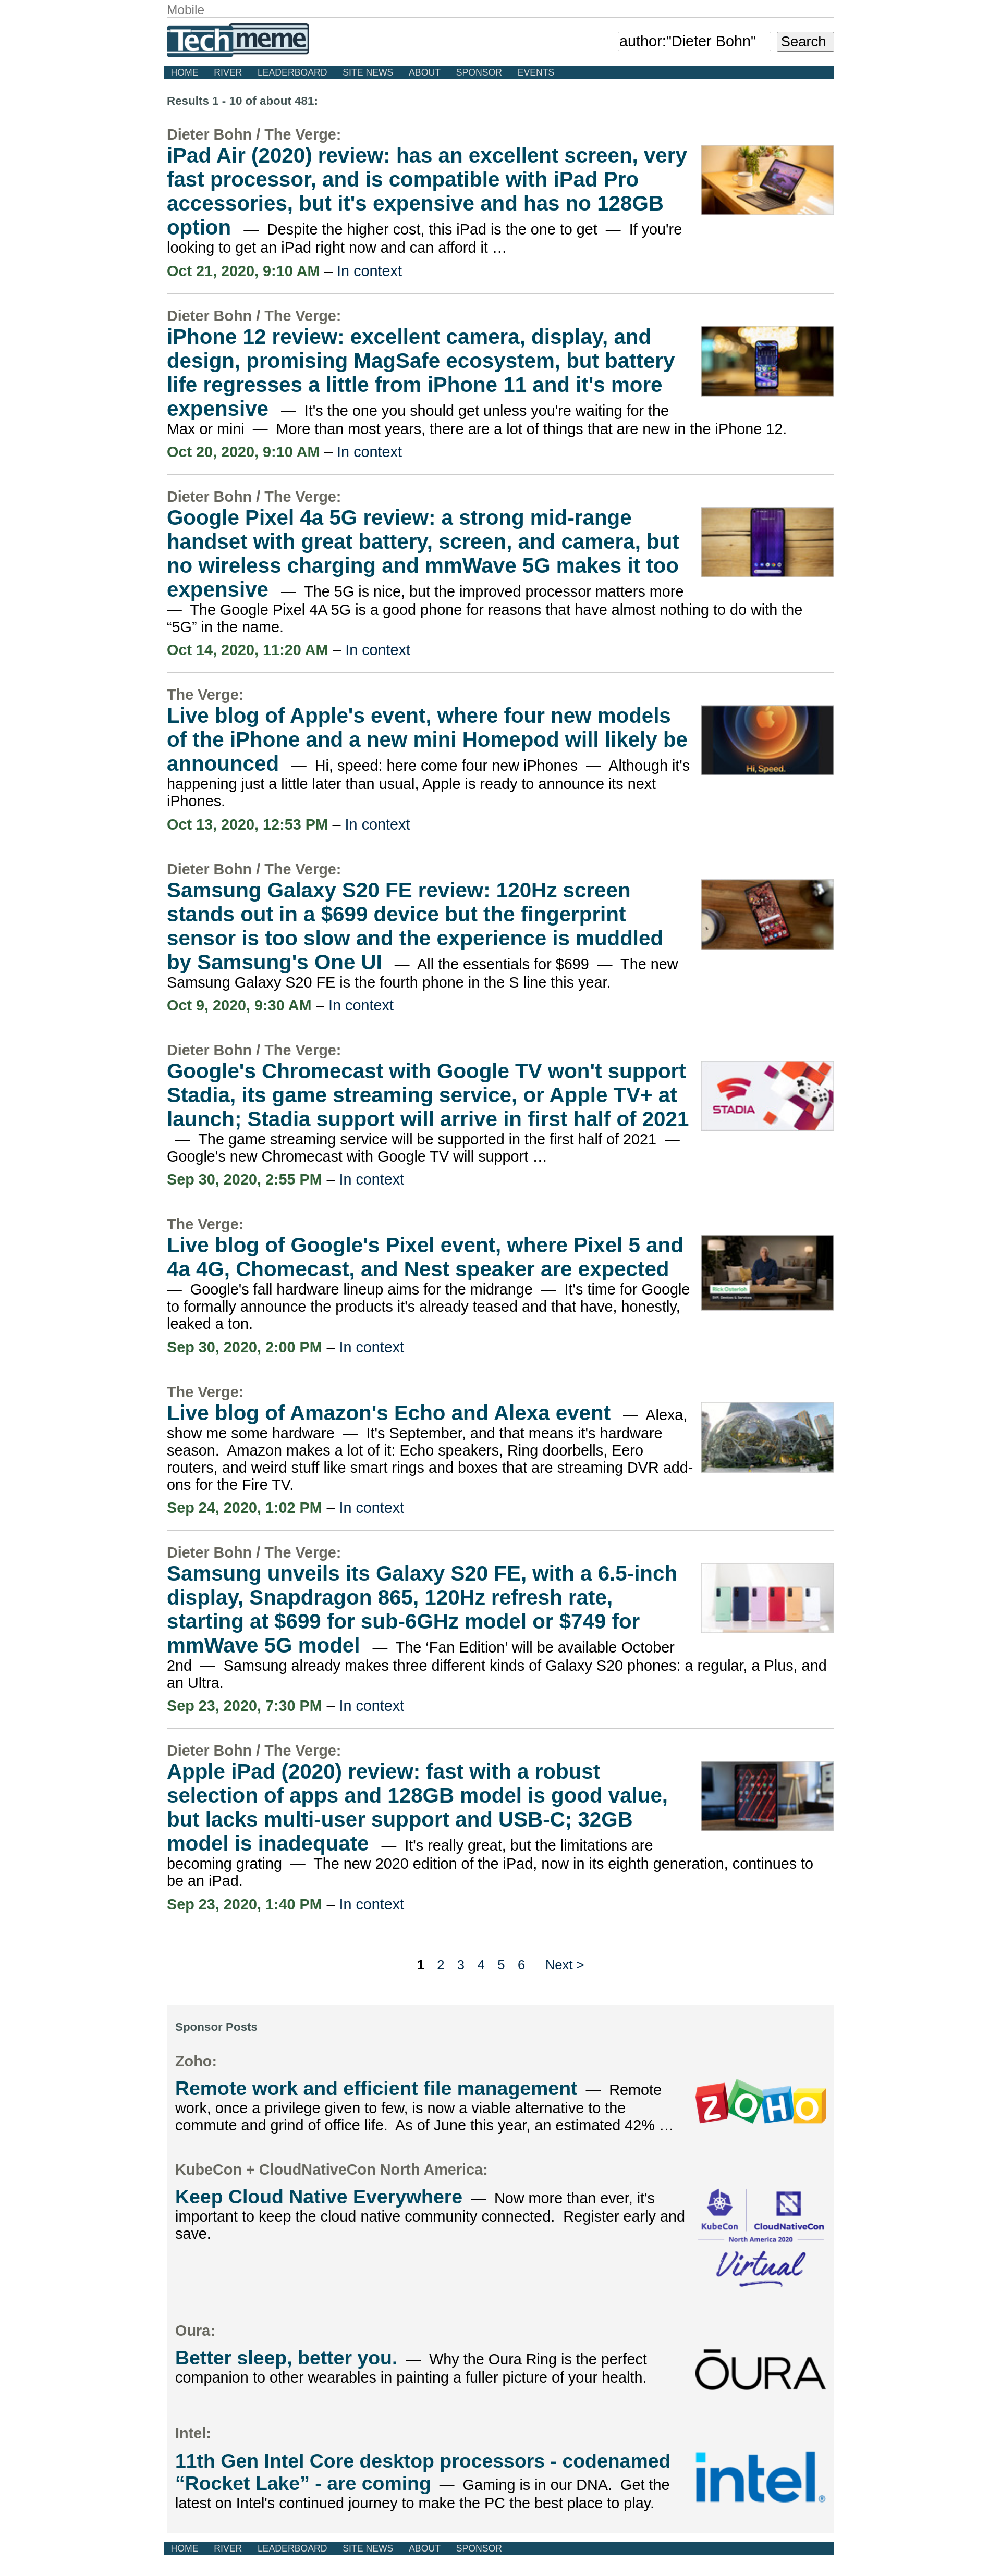 Mobile
Techmeme
author:"Dieter Bohn" Search
HOME RIVER LEADERBOARD SITE NEWS ABOUT SPONSOR EVENTS
Results 1 - 10 of about 481:
Dieter Bohn / The Verge:
iPad Air (2020) review: has an excellent screen, very
fast processor, and is compatible with iPad Pro
accessories, but it's expensive and has no 128GB
option — Despite the higher cost, this iPad is the one to get — If you're
looking to get an iPad right now and can afford it …
Oct 21, 2020, 9:10 AM – In context
Dieter Bohn / The Verge:
iPhone 12 review: excellent camera, display, and
design, promising MagSafe ecosystem, but battery
life regresses a little from iPhone 11 and it's more
expensive — It's the one you should get unless you're waiting for the
Max or mini — More than most years, there are a lot of things that are new in the iPhone 12.
Oct 20, 2020, 9:10 AM – In context
Dieter Bohn / The Verge:
Google Pixel 4a 5G review: a strong mid-range
handset with great battery, screen, and camera, but
no wireless charging and mmWave 5G makes it too
expensive — The 5G is nice, but the improved processor matters more
— The Google Pixel 4A 5G is a good phone for reasons that have almost nothing to do with the
“5G” in the name.
Oct 14, 2020, 11:20 AM – In context
The Verge:
Live blog of Apple's event, where four new models
of the iPhone and a new mini Homepod will likely be
announced — Hi, speed: here come four new iPhones — Although it's
happening just a little later than usual, Apple is ready to announce its next
iPhones.
Hi, Speed.
Oct 13, 2020, 12:53 PM – In context
Dieter Bohn / The Verge:
Samsung Galaxy S20 FE review: 120Hz screen
stands out in a $699 device but the fingerprint
sensor is too slow and the experience is muddled
by Samsung's One UI — All the essentials for $699 — The new
Samsung Galaxy S20 FE is the fourth phone in the S line this year.
Oct 9, 2020, 9:30 AM – In context
Dieter Bohn / The Verge:
Google's Chromecast with Google TV won't support
Stadia, its game streaming service, or Apple TV+ at
launch; Stadia support will arrive in first half of 2021
— The game streaming service will be supported in the first half of 2021 —
Google's new Chromecast with Google TV will support …
STADIA
Sep 30, 2020, 2:55 PM – In context
The Verge:
Live blog of Google's Pixel event, where Pixel 5 and
4a 4G, Chomecast, and Nest speaker are expected
— Google's fall hardware lineup aims for the midrange — It's time for Google
to formally announce the products it's already teased and that have, honestly,
leaked a ton.
Rick Osterloh
Sep 30, 2020, 2:00 PM – In context
The Verge:
Live blog of Amazon's Echo and Alexa event — Alexa,
show me some hardware — It's September, and that means it's hardware
season. Amazon makes a lot of it: Echo speakers, Ring doorbells, Eero
routers, and weird stuff like smart rings and boxes that are streaming DVR add-
ons for the Fire TV.
Sep 24, 2020, 1:02 PM – In context
Dieter Bohn / The Verge:
Samsung unveils its Galaxy S20 FE, with a 6.5-inch
display, Snapdragon 865, 120Hz refresh rate,
starting at $699 for sub-6GHz model or $749 for
mmWave 5G model — The ‘Fan Edition’ will be available October
2nd — Samsung already makes three different kinds of Galaxy S20 phones: a regular, a Plus, and
an Ultra.
Sep 23, 2020, 7:30 PM – In context
Dieter Bohn / The Verge:
Apple iPad (2020) review: fast with a robust
selection of apps and 128GB model is good value,
but lacks multi-user support and USB-C; 32GB
model is inadequate — It's really great, but the limitations are
becoming grating — The new 2020 edition of the iPad, now in its eighth generation, continues to
be an iPad.
Sep 23, 2020, 1:40 PM – In context
1 2 3 4 5 6 Next >
Sponsor Posts
Zoho:
Remote work and efficient file management — Remote
work, once a privilege given to few, is now a viable alternative to the
commute and grind of office life. As of June this year, an estimated 42% …
ZOHO
KubeCon + CloudNativeCon North America:
Keep Cloud Native Everywhere — Now more than ever, it's
important to keep the cloud native community connected. Register early and
save.
KubeCon CloudNativeCon
North America 2020
Virtual
Oura:
Better sleep, better you. — Why the Oura Ring is the perfect
companion to other wearables in painting a fuller picture of your health.
ŌURA
Intel:
11th Gen Intel Core desktop processors - codenamed
“Rocket Lake” - are coming — Gaming is in our DNA. Get the
latest on Intel's continued journey to make the PC the best place to play.
intel®
HOME RIVER LEADERBOARD SITE NEWS ABOUT SPONSOR